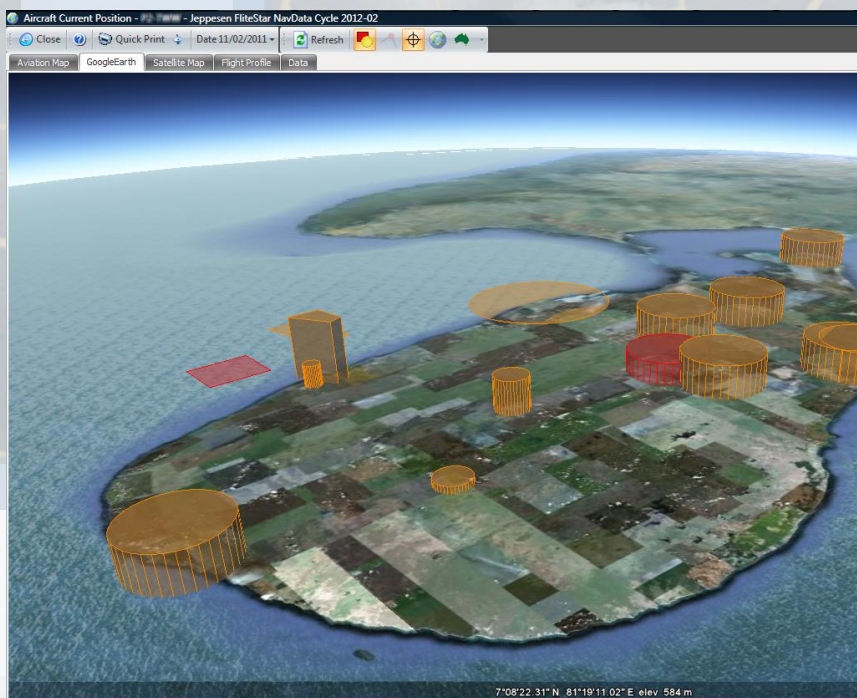 Aircraft Current Position - - Jeppesen FliteStar NavData Cycle 2012-02
Close Quick Print Date 11/02/2011 Refresh
Aviation Map GoogleEarth Satellite Map Flight Profile Data
7°08'22.31" N 81°19'11.02" E elev 584 m